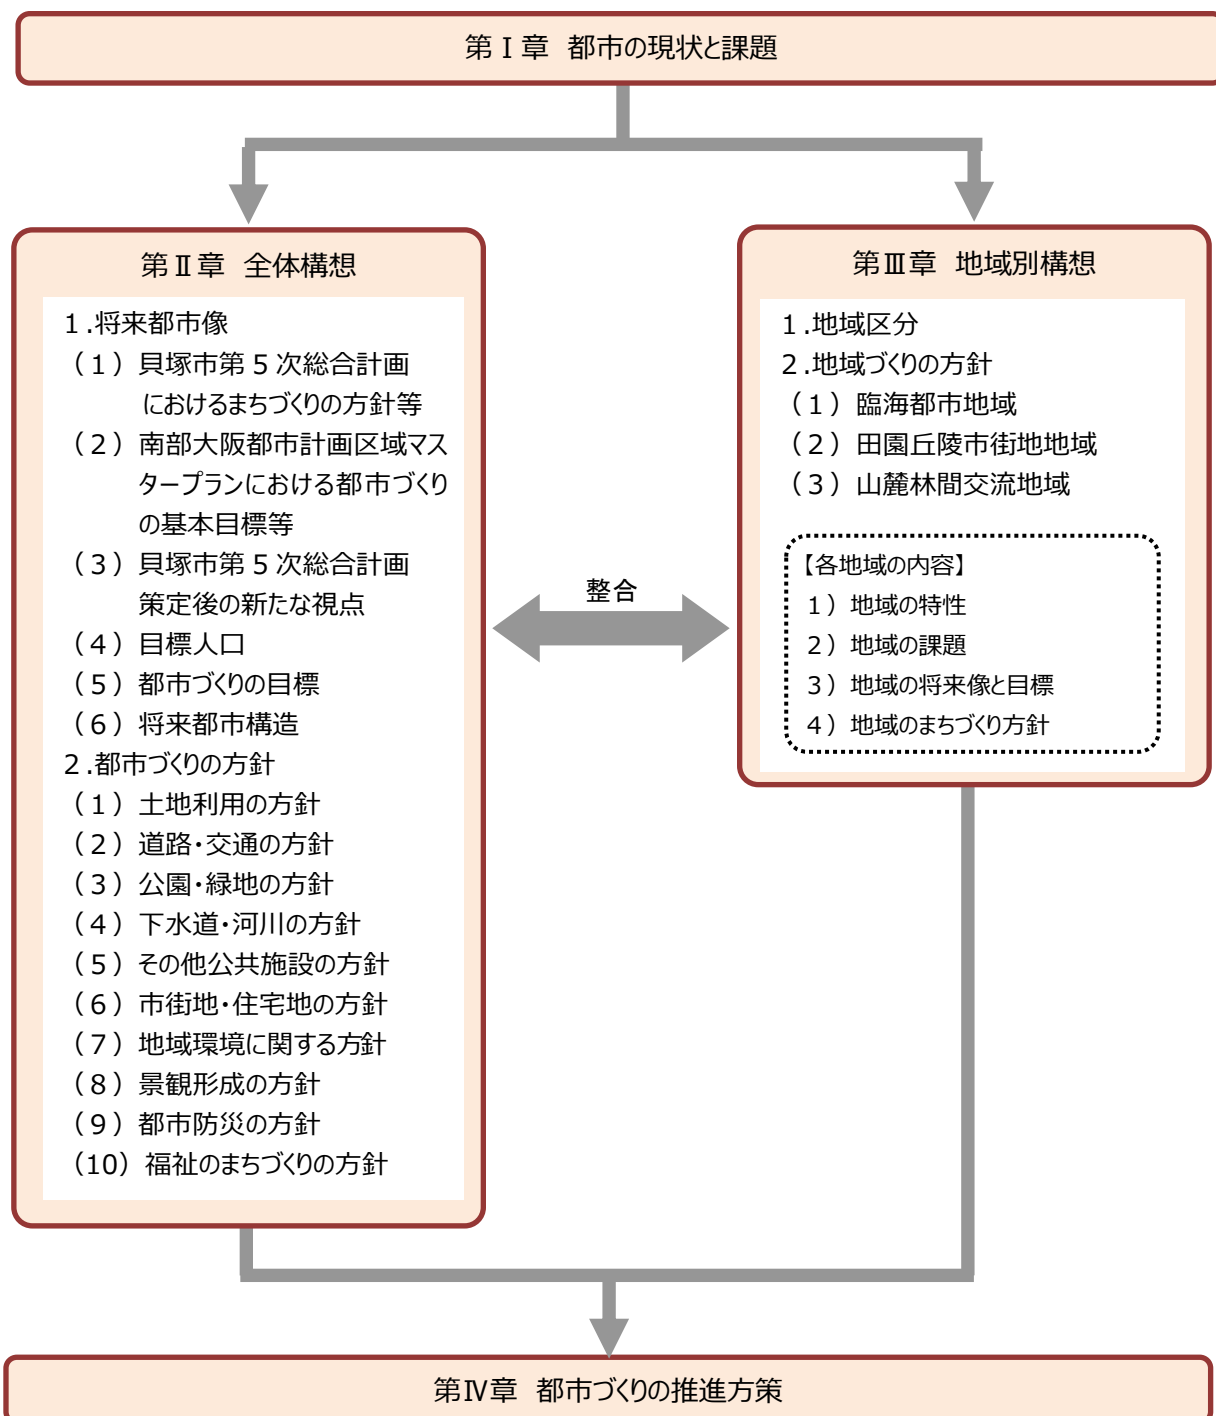 第Ⅰ章 都市の現状と課題
第Ⅱ章 全体構想
１.将来都市像
（１）貝塚市第５次総合計画
におけるまちづくりの方針等
（２）南部大阪都市計画区域マス
タープランにおける都市づくり
の基本目標等
（３）貝塚市第５次総合計画
策定後の新たな視点
（４）目標人口
（５）都市づくりの目標
（６）将来都市構造
２.都市づくりの方針
（１）土地利用の方針
（２）道路・交通の方針
（３）公園・緑地の方針
（４）下水道・河川の方針
（５）その他公共施設の方針
（６）市街地・住宅地の方針
（７）地域環境に関する方針
（８）景観形成の方針
（９）都市防災の方針
（10）福祉のまちづくりの方針
整合
第Ⅲ章 地域別構想
１.地域区分
２.地域づくりの方針
（１）臨海都市地域
（２）田園丘陵市街地地域
（３）山麓林間交流地域
【各地域の内容】
１）地域の特性
２）地域の課題
３）地域の将来像と目標
４）地域のまちづくり方針
第Ⅳ章 都市づくりの推進方策